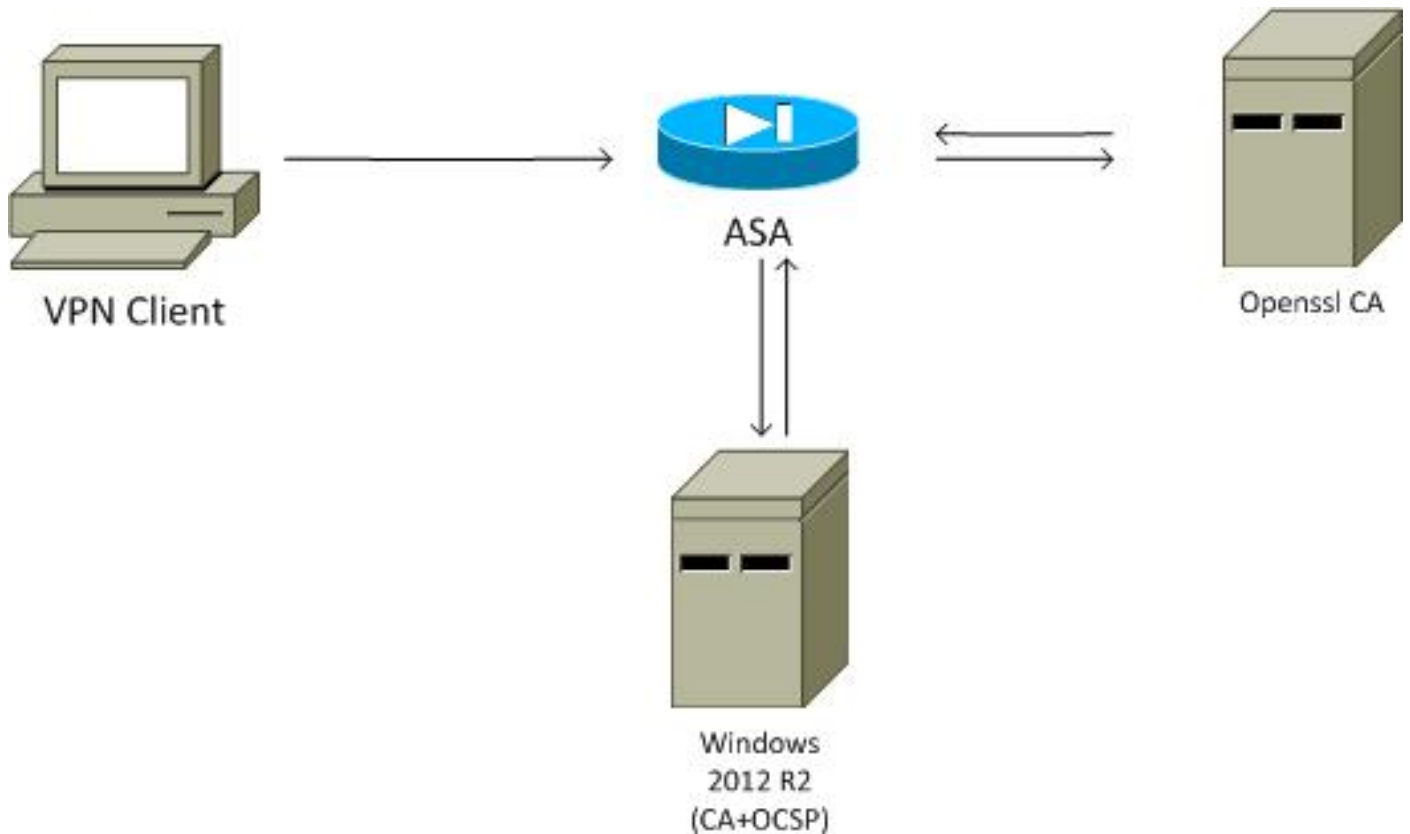 ASA
VPN Client
Openssl CA
Windows
2012 R2
(CA+OCSP)